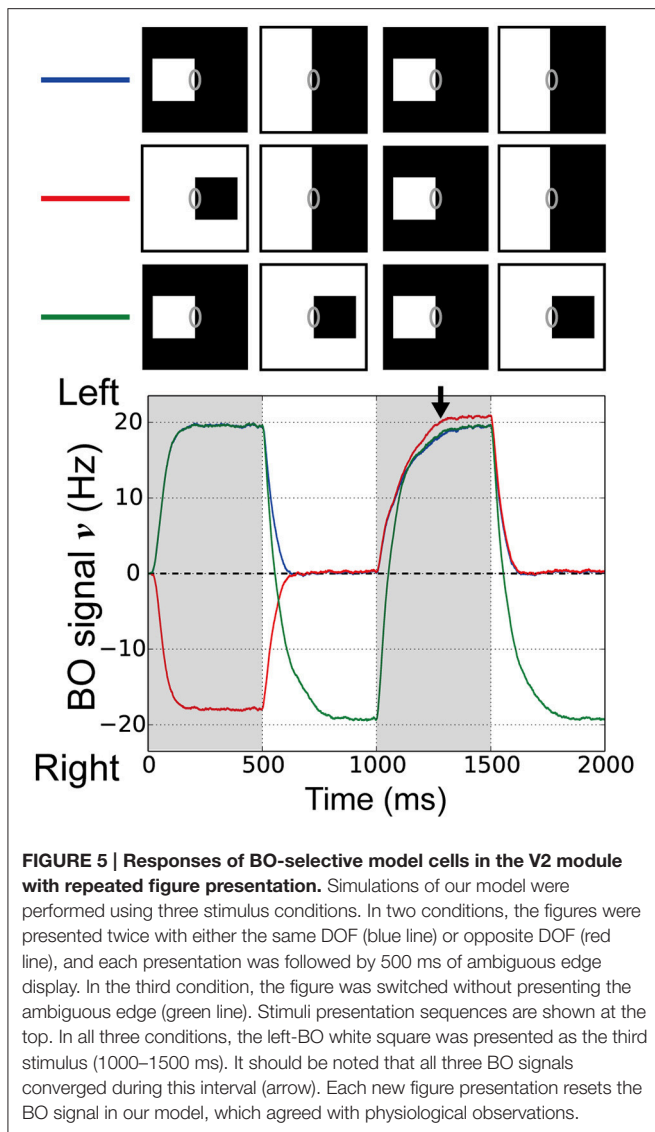 Left
20
10
0
−10
−20
BO signal ν (Hz)
Right
0 500 1000 1500 2000
Time (ms)
FIGURE 5 | Responses of BO-selective model cells in the V2 module
with repeated figure presentation. Simulations of our model were
performed using three stimulus conditions. In two conditions, the figures were
presented twice with either the same DOF (blue line) or opposite DOF (red
line), and each presentation was followed by 500 ms of ambiguous edge
display. In the third condition, the figure was switched without presenting the
ambiguous edge (green line). Stimuli presentation sequences are shown at the
top. In all three conditions, the left-BO white square was presented as the third
stimulus (1000–1500 ms). It should be noted that all three BO signals
converged during this interval (arrow). Each new figure presentation resets the
BO signal in our model, which agreed with physiological observations.